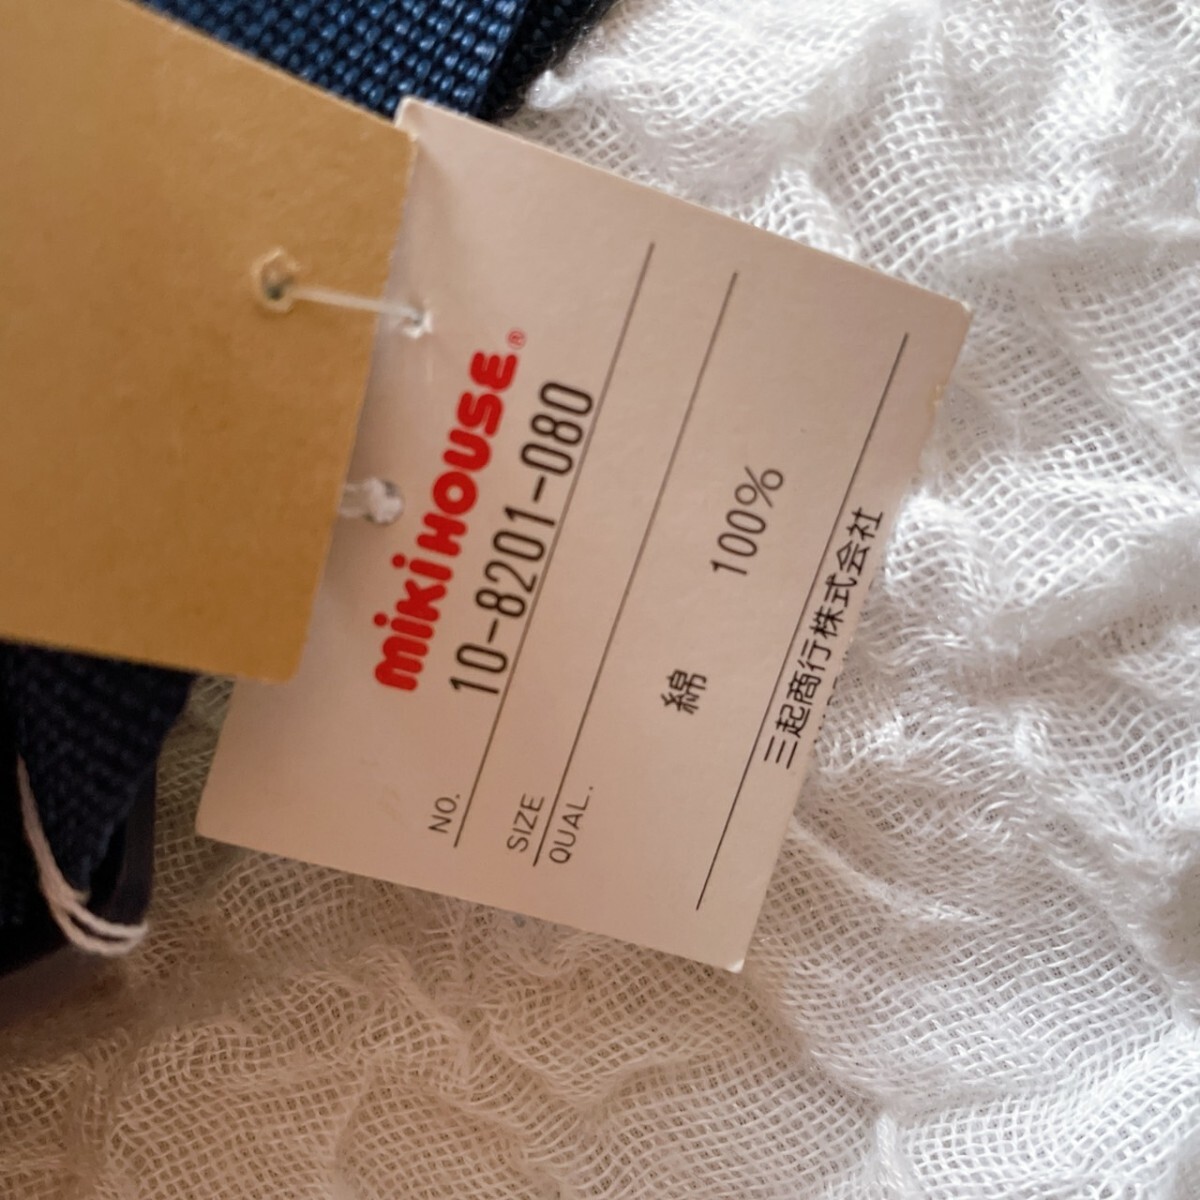 mikiHOUSE®
NO. 10-8201-080
SIZE
QUAL.
綿 100%
三起商行株式会社